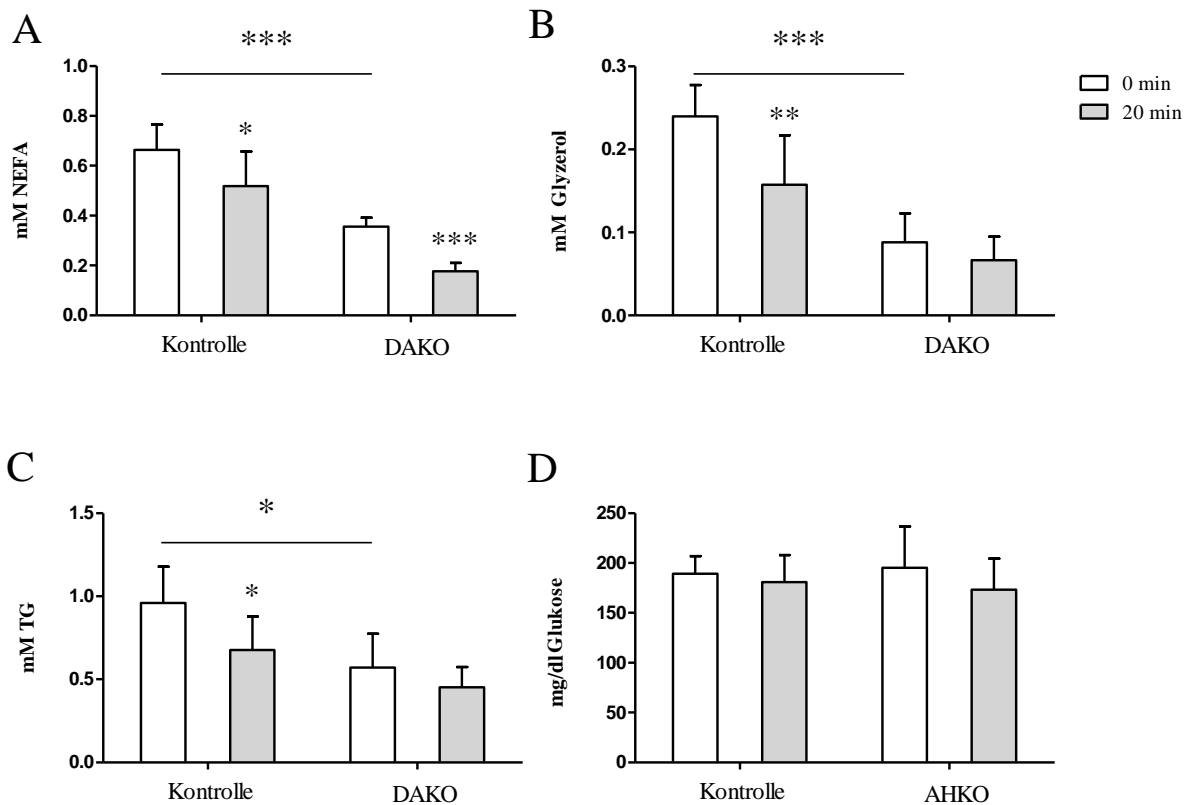 A
***
1.0
0.8
0.6
0.4
0.2
0.0
mM NEFA
*
***
Kontrolle
DAKO
B
***
0.3
0.2
0.1
0.0
mM Glyzerol
**
Kontrolle
DAKO
0 min
20 min
C
*
1.5
1.0
0.5
0.0
mM TG
*
Kontrolle
DAKO
D
250
200
150
100
50
0
mg/dl Glukose
Kontrolle
AHKO